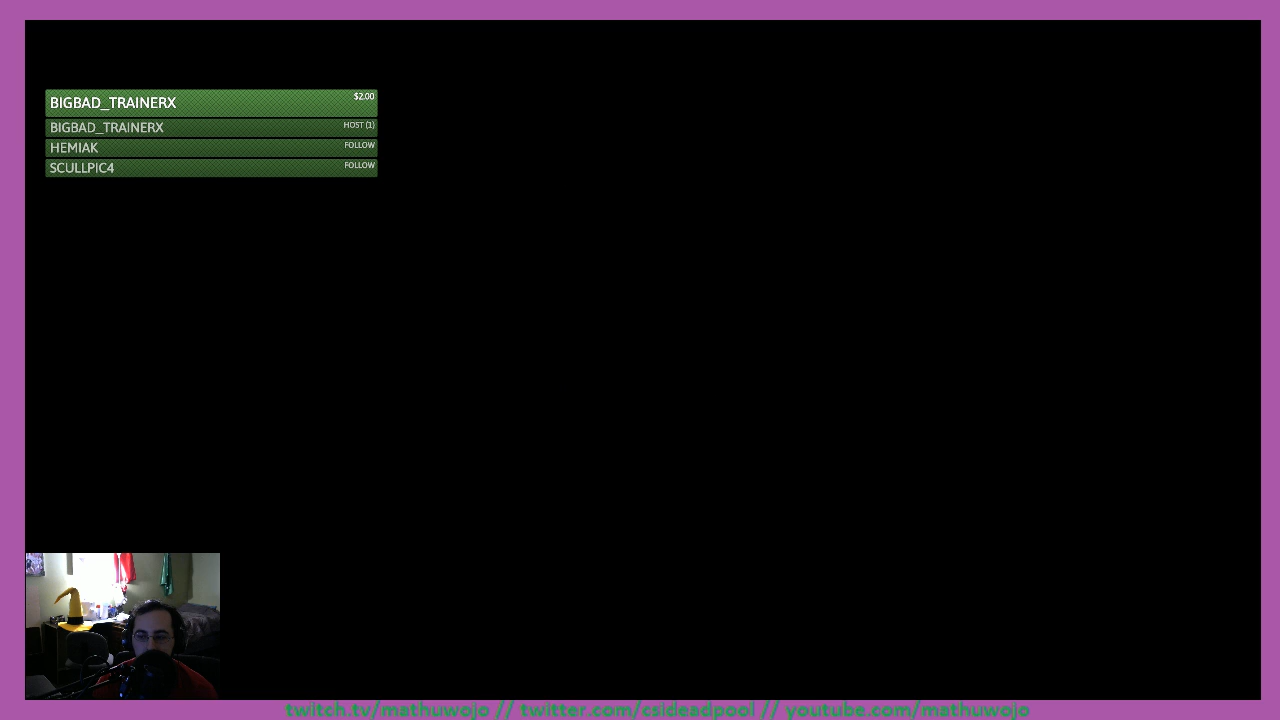 BIGBAD_TRAINERX $2.00
BIGBAD_TRAINERX HOST (1)
HEMIAK FOLLOW
SCULLPIC4 FOLLOW
twitch.tv/mathuwojo // twitter.com/csideadpool // youtube.com/mathuwojo